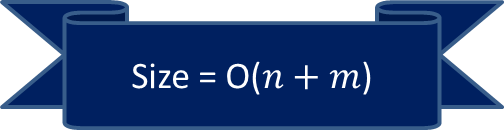 Size = O(𝑛 + 𝑚)